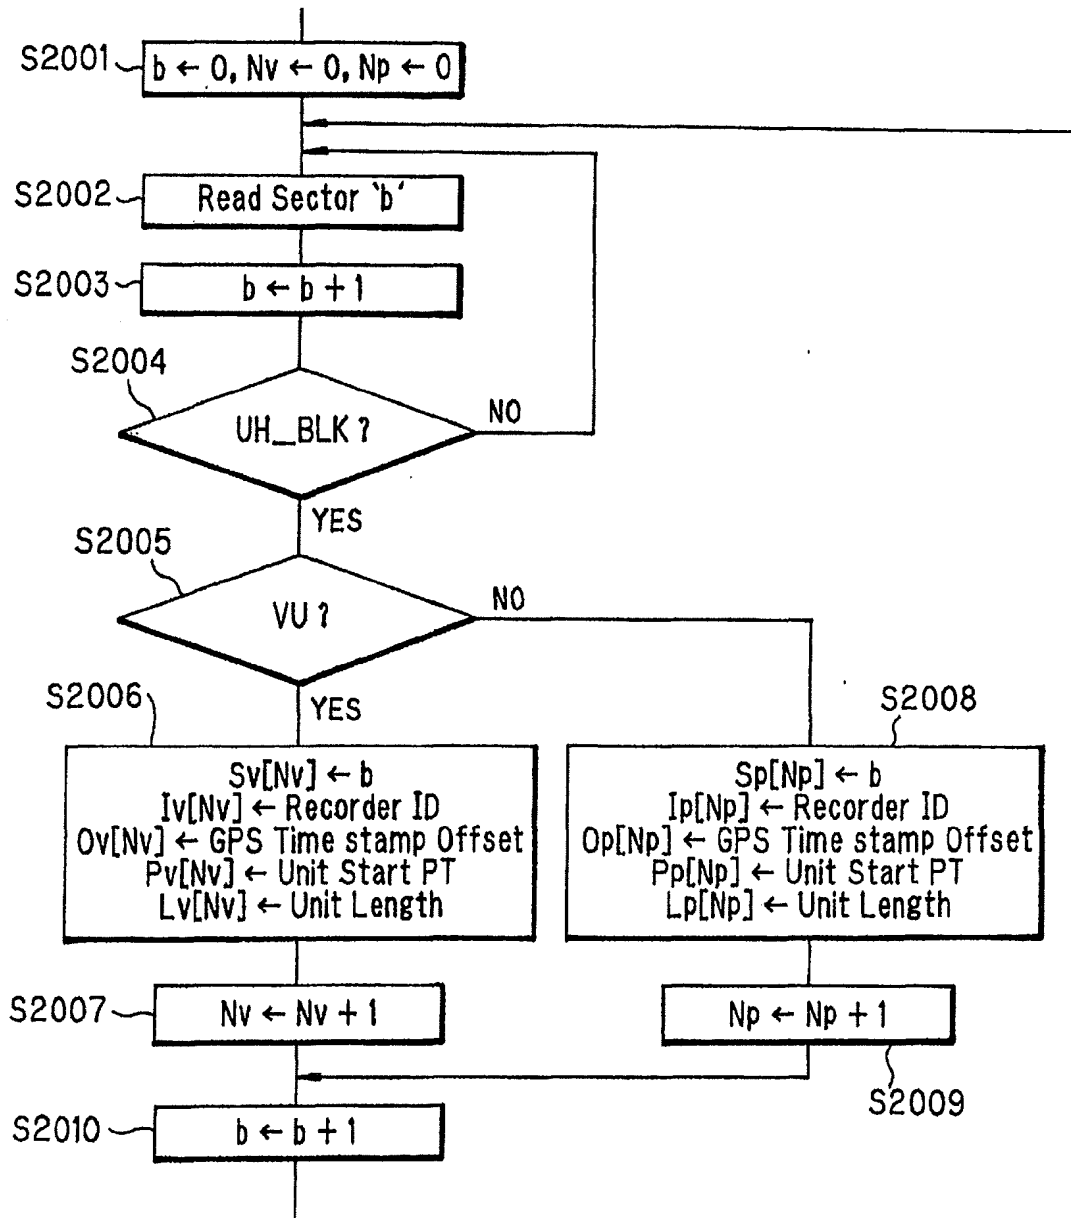 S2001
b ← 0, Nv ← 0, Np ← 0
S2002
Read Sector 'b'
S2003
b ← b + 1
S2004
UH_BLK ?
NO
YES
S2005
VU ?
NO
YES
S2006
Sv[Nv] ← b
Iv[Nv] ← Recorder ID
Ov[Nv] ← GPS Time stamp Offset
Pv[Nv] ← Unit Start PT
Lv[Nv] ← Unit Length
S2008
Sp[Np] ← b
Ip[Np] ← Recorder ID
Op[Np] ← GPS Time stamp Offset
Pp[Np] ← Unit Start PT
Lp[Np] ← Unit Length
S2007
Nv ← Nv + 1
Np ← Np + 1
S2009
S2010
b ← b + 1